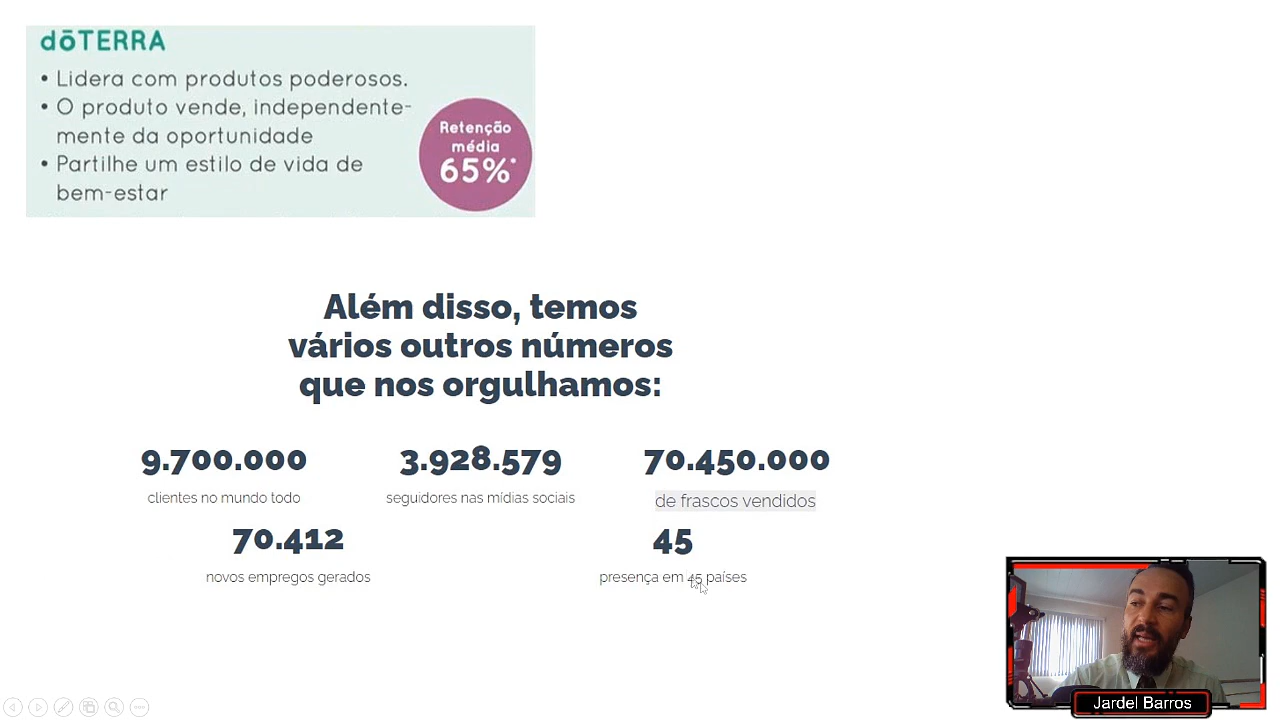 dōTERRA
• Lidera com produtos poderosos.
• O produto vende, independente-
mente da oportunidade
• Partilhe um estilo de vida de
bem-estar
Retenção
média
65%*
Além disso, temos
vários outros números
que nos orgulhamos:
9.700.000
clientes no mundo todo
3.928.579
seguidores nas mídias sociais
70.450.000
de frascos vendidos
70.412
novos empregos gerados
45
presença em 45 países
Jardel Barros